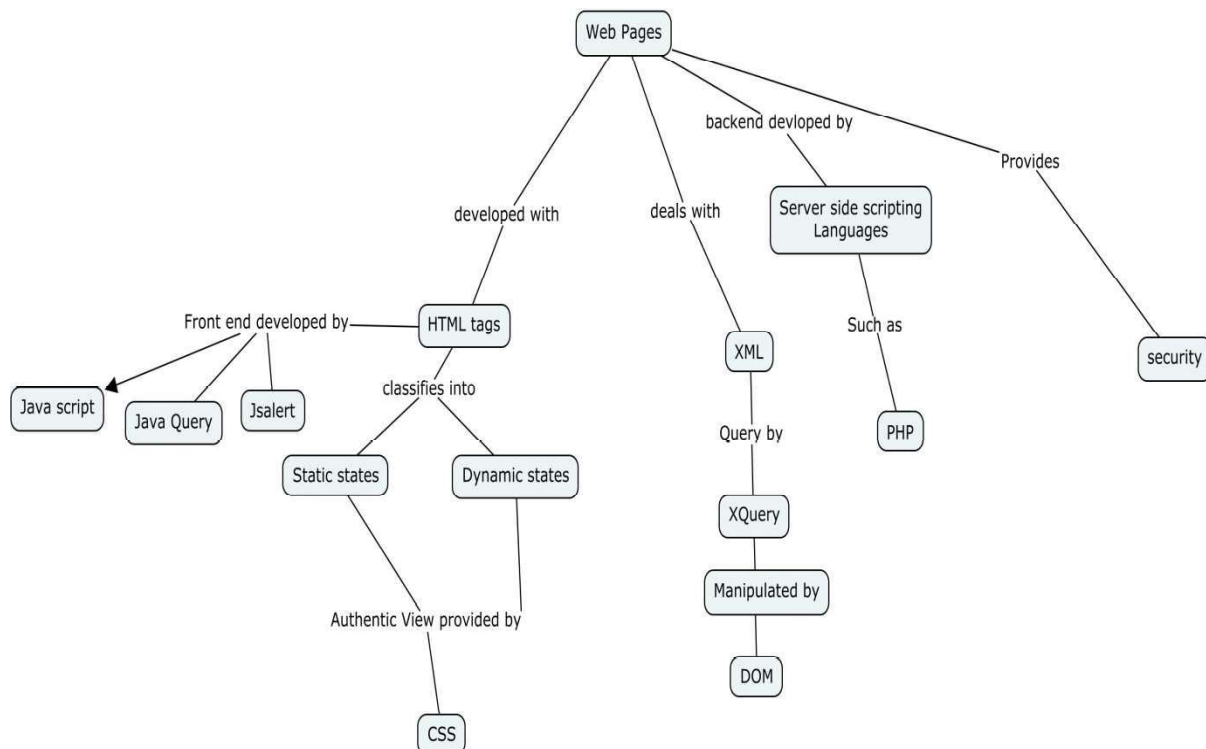 Web Pages
backend devloped by
Provides
developed with
deals with
Server side scripting
Languages
Front end developed by
HTML tags
Such as
XML
security
Java script
Java Query
Jsalert
classifies into
Query by
PHP
Static states
Dynamic states
XQuery
Manipulated by
Authentic View provided by
DOM
CSS